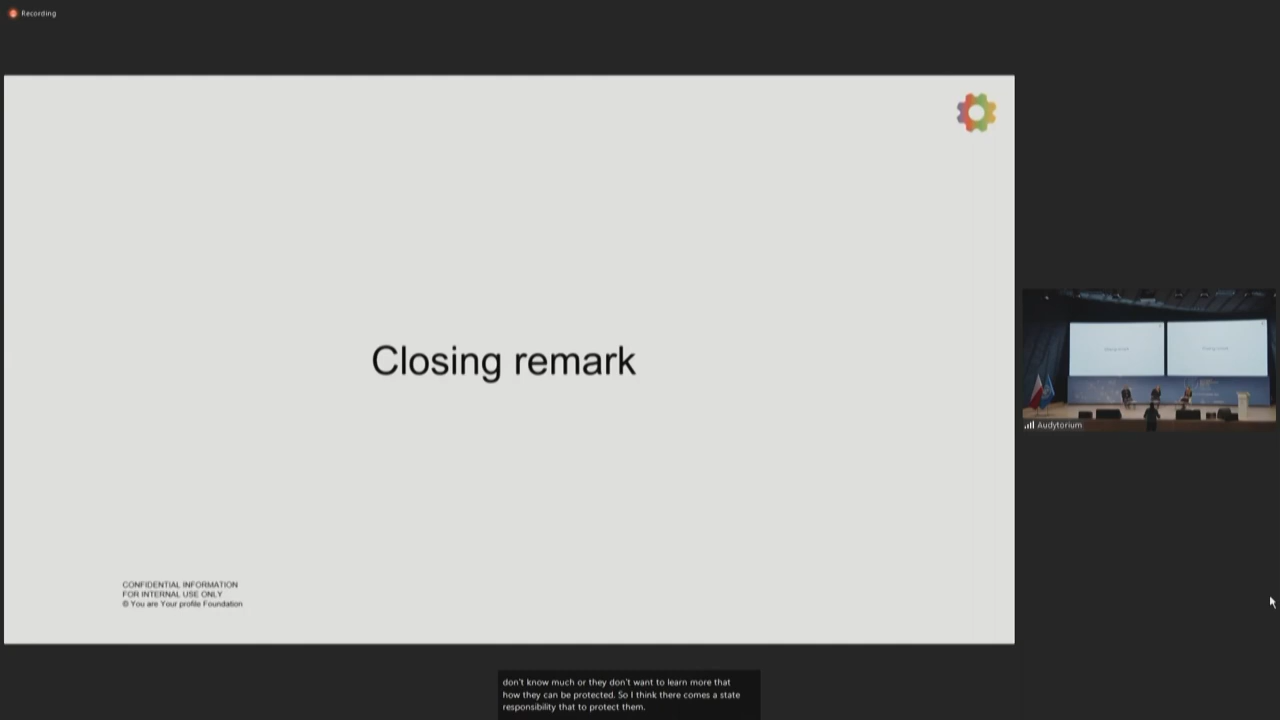 Recording
Closing remark
CONFIDENTIAL INFORMATION
FOR INTERNAL USE ONLY
© You are Your profile Foundation
Audytorium
don't know much or they don't want to learn more that
how they can be protected. So I think there comes a state
responsibility that to protect them.